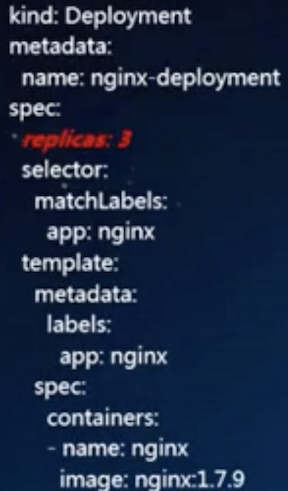 kind: Deployment
metadata:
  name: nginx-deployment
spec:
  replicas: 3
  selector:
    matchLabels:
      app: nginx
  template:
    metadata:
      labels:
        app: nginx
    spec:
      containers:
      - name: nginx
        image: nginx:1.7.9